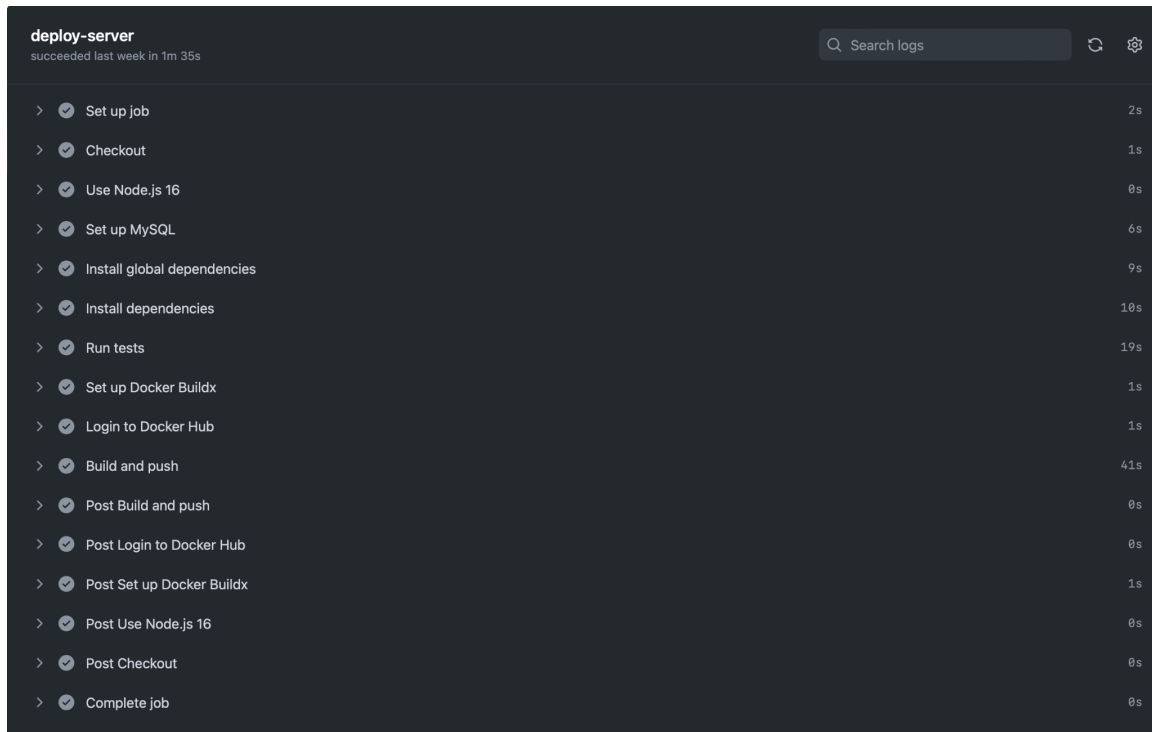 deploy-server
succeeded last week in 1m 35s
Search logs
Set up job 2s
Checkout 1s
Use Node.js 16 0s
Set up MySQL 6s
Install global dependencies 9s
Install dependencies 10s
Run tests 19s
Set up Docker Buildx 1s
Login to Docker Hub 1s
Build and push 41s
Post Build and push 0s
Post Login to Docker Hub 0s
Post Set up Docker Buildx 1s
Post Use Node.js 16 0s
Post Checkout 0s
Complete job 0s